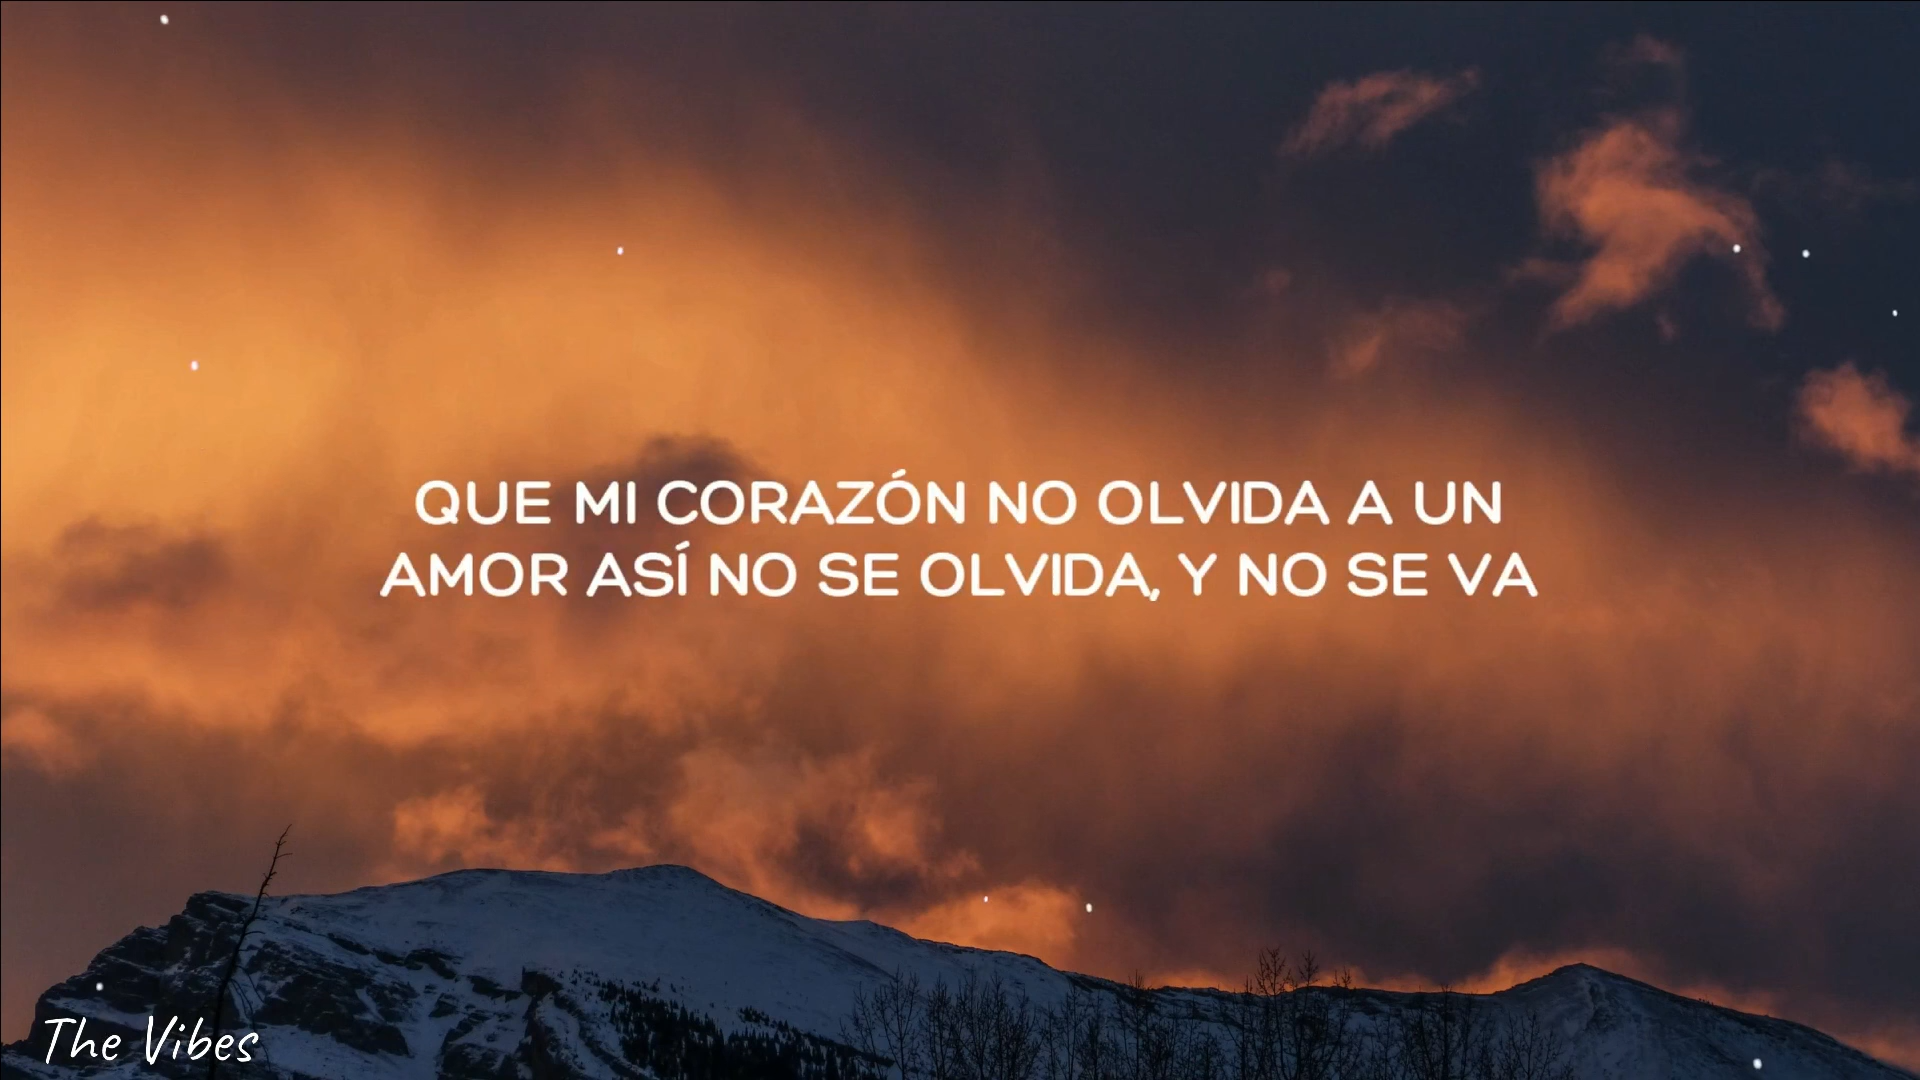 QUE MI CORAZÓN NO OLVIDA A UN
AMOR ASÍ NO SE OLVIDA, Y NO SE VA
The Vibes